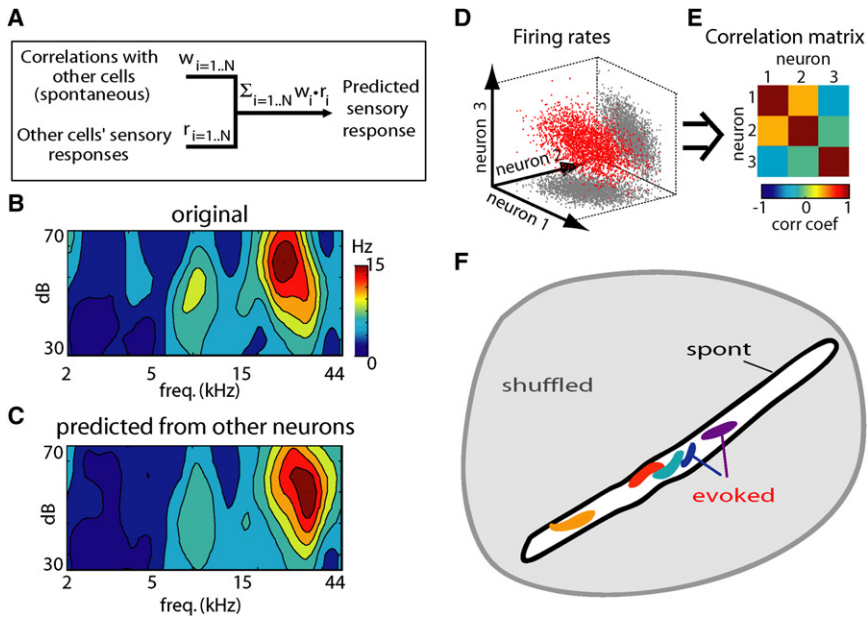 A
Correlations with
other cells
(spontaneous)
w i=1..N
Σ i=1..N w i • r i
Predicted
sensory
response
Other cells' sensory
responses
r i=1..N
B
original
70
dB
30
2
5
15
44
freq. (kHz)
Hz
15
0
C
predicted from other neurons
70
dB
30
2
5
15
44
freq. (kHz)
D
Firing rates
neuron 3
neuron 2
neuron 1
E
Correlation matrix
neuron
1 2 3
neuron
1
2
3
-1 0 1
corr coef
F
shuffled
spont
evoked